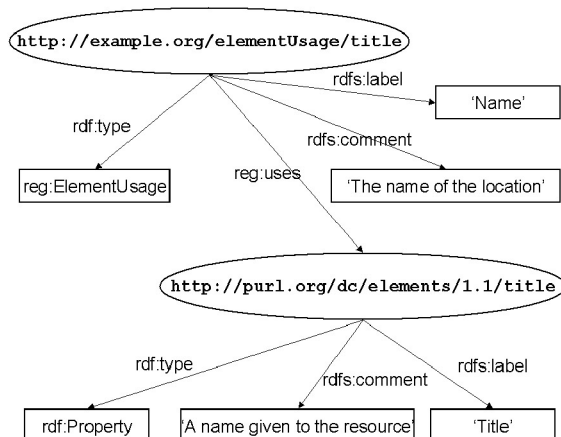 http://example.org/elementUsage/title
rdfs:label
'Name'
rdf:type
rdfs:comment
reg:uses
reg:ElementUsage
'The name of the location'
http://purl.org/dc/elements/1.1/title
rdf:type
rdfs:label
rdfs:comment
rdf:Property
'A name given to the resource'
'Title'